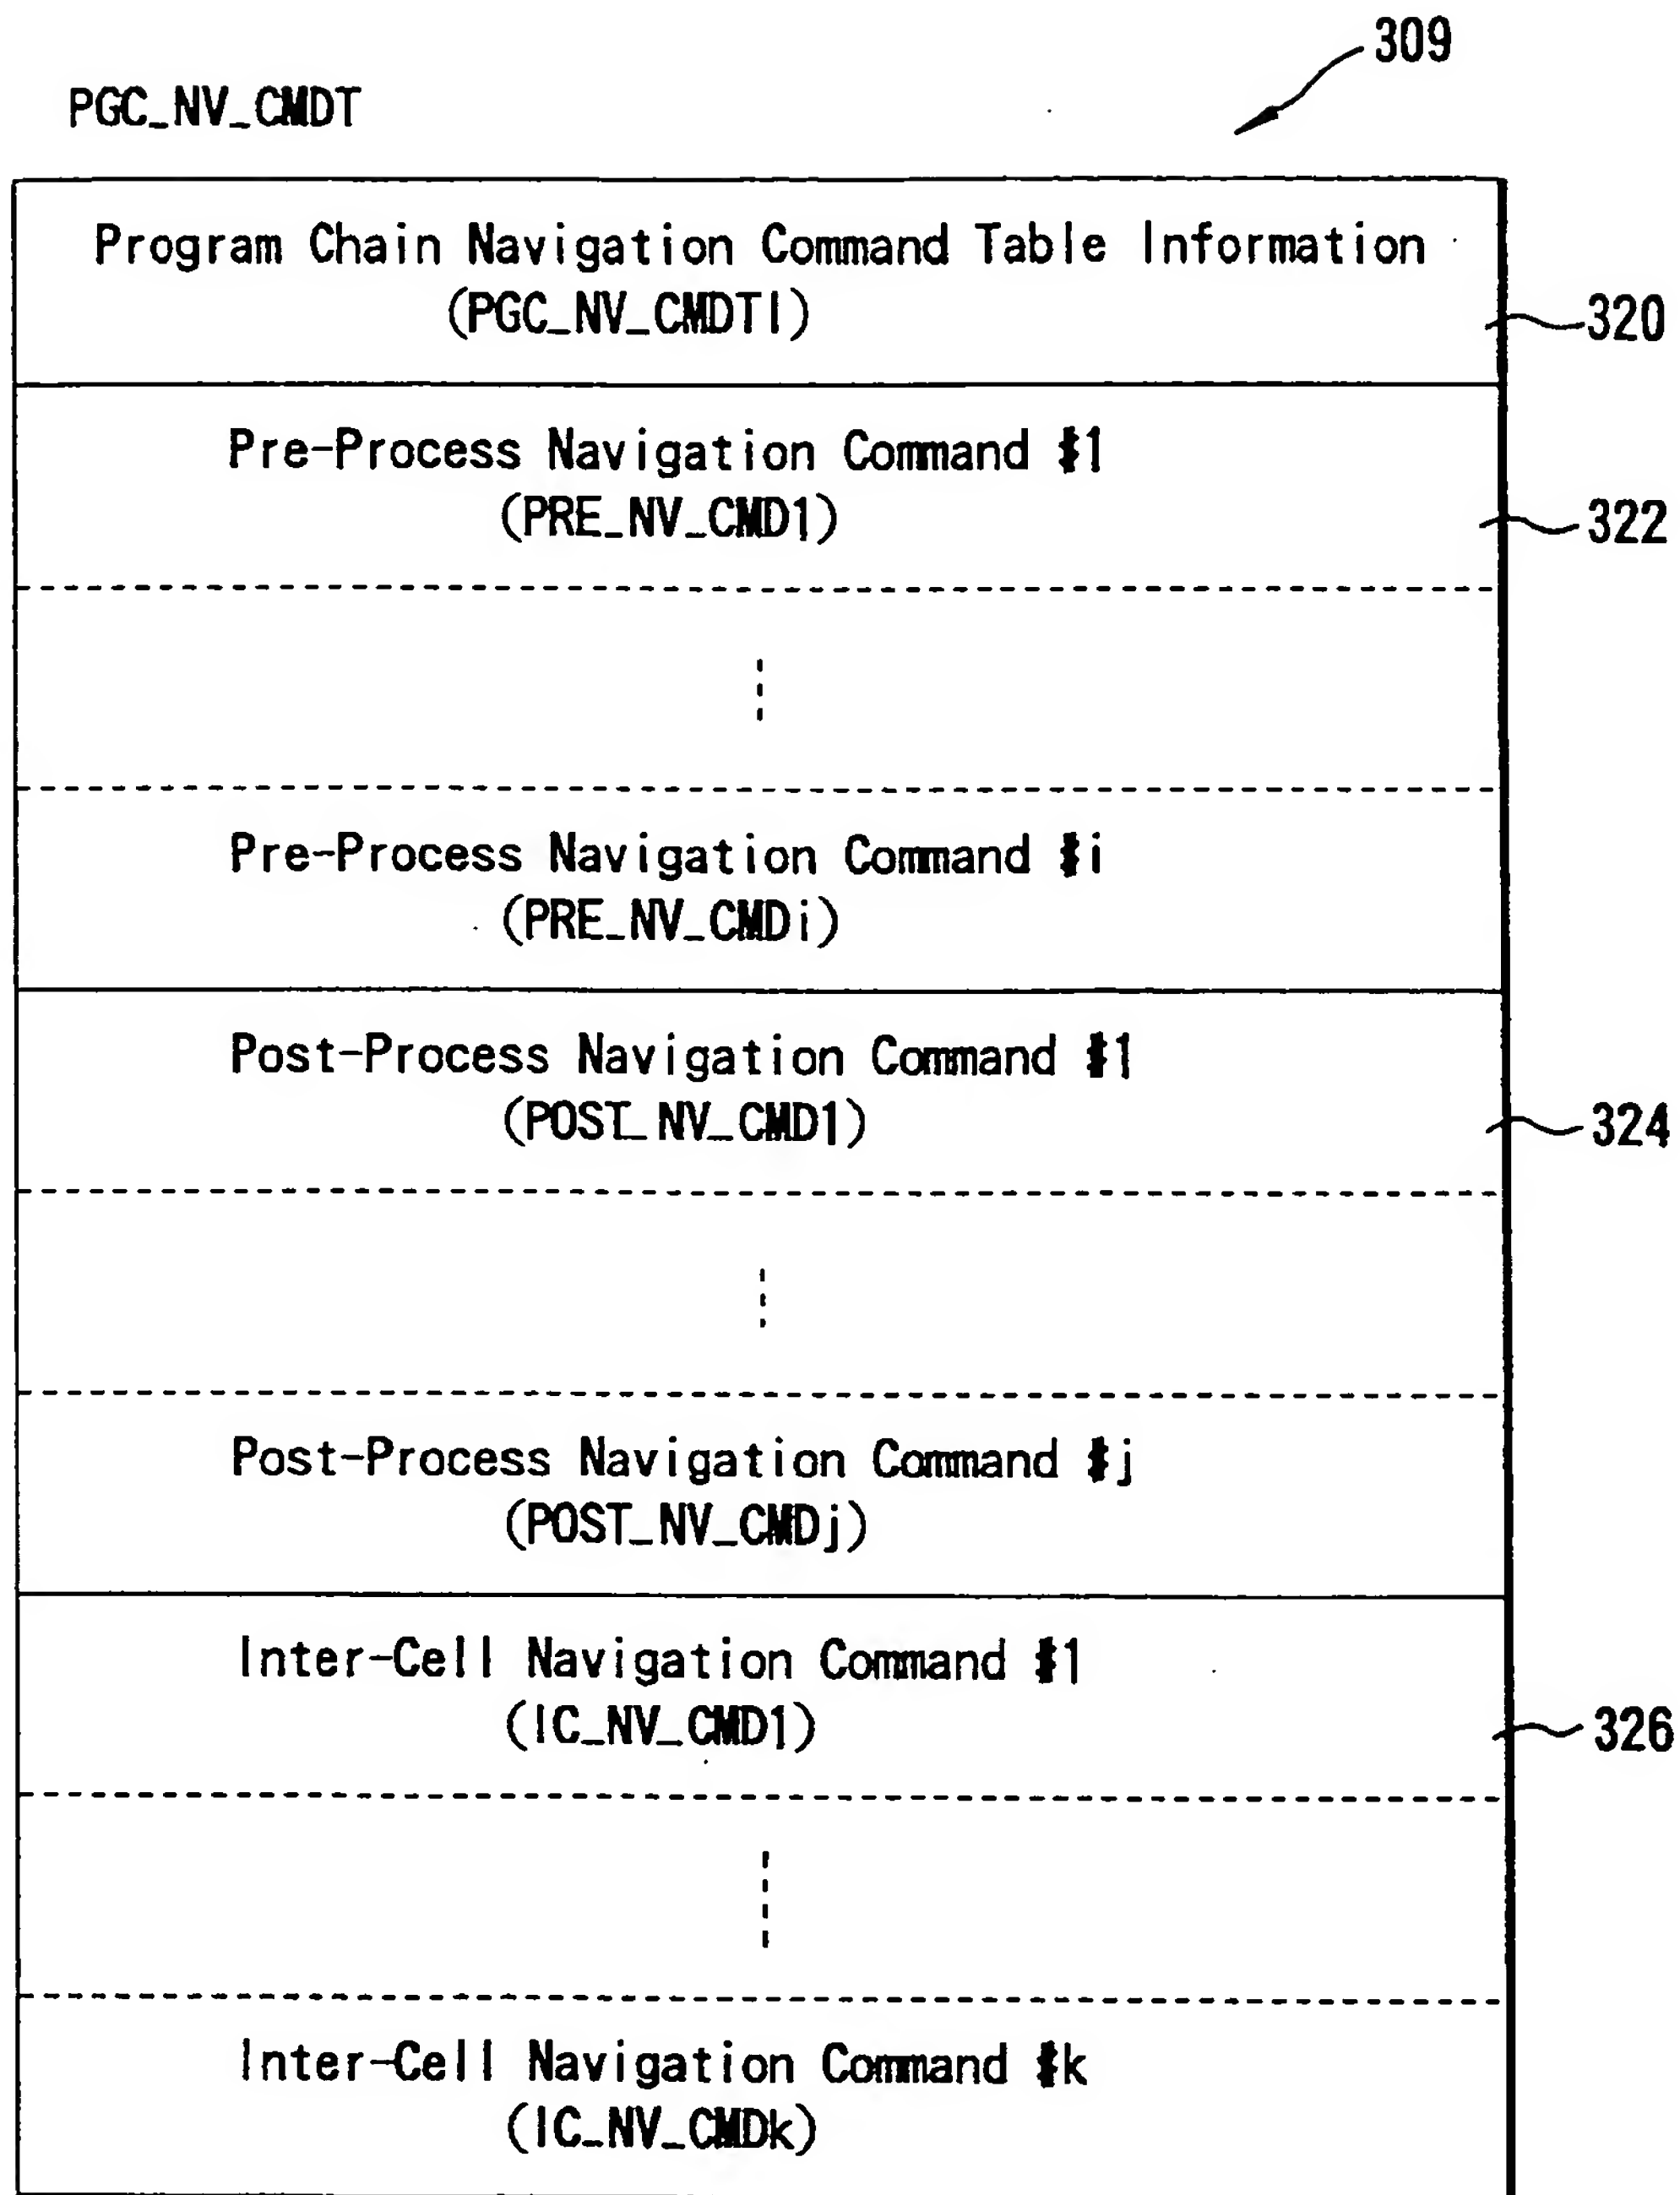 309
PGC_NV_CMDT
Program Chain Navigation Command Table Information
(PGC_NV_CMDTI)
320
Pre-Process Navigation Command #1
(PRE_NV_CMD1)
322
Pre-Process Navigation Command #i
(PRE_NV_CMDi)
Post-Process Navigation Command #1
(POST_NV_CMD1)
324
Post-Process Navigation Command #j
(POST_NV_CMDj)
Inter-Cell Navigation Command #1
(IC_NV_CMD1)
326
Inter-Cell Navigation Command #k
(IC_NV_CMDk)